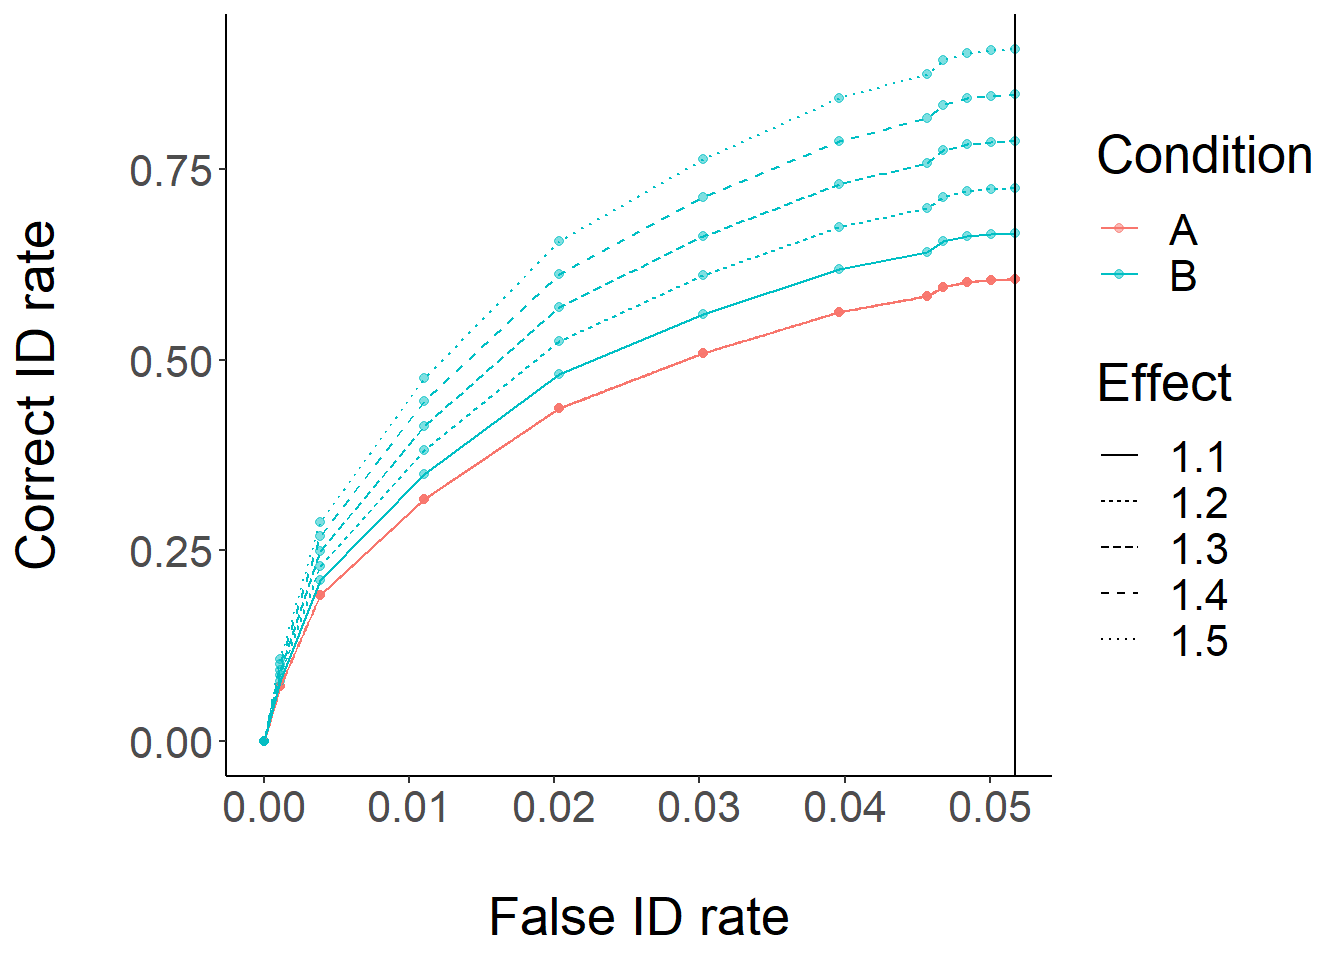 Correct ID rate
0.75
0.50
0.25
0.00
0.00 0.01 0.02 0.03 0.04 0.05
False ID rate
Condition
A
B
Effect
1.1
1.2
1.3
1.4
1.5